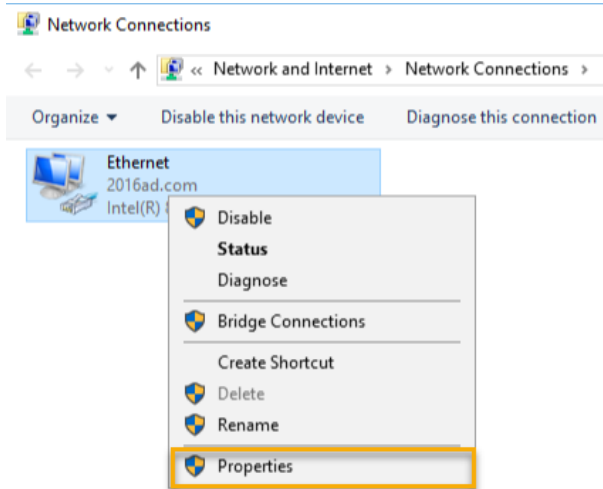 Network Connections
« Network and Internet > Network Connections >
Organize Disable this network device Diagnose this connection
Ethernet
2016ad.com
Intel(R)
Disable
Status
Diagnose
Bridge Connections
Create Shortcut
Delete
Rename
Properties